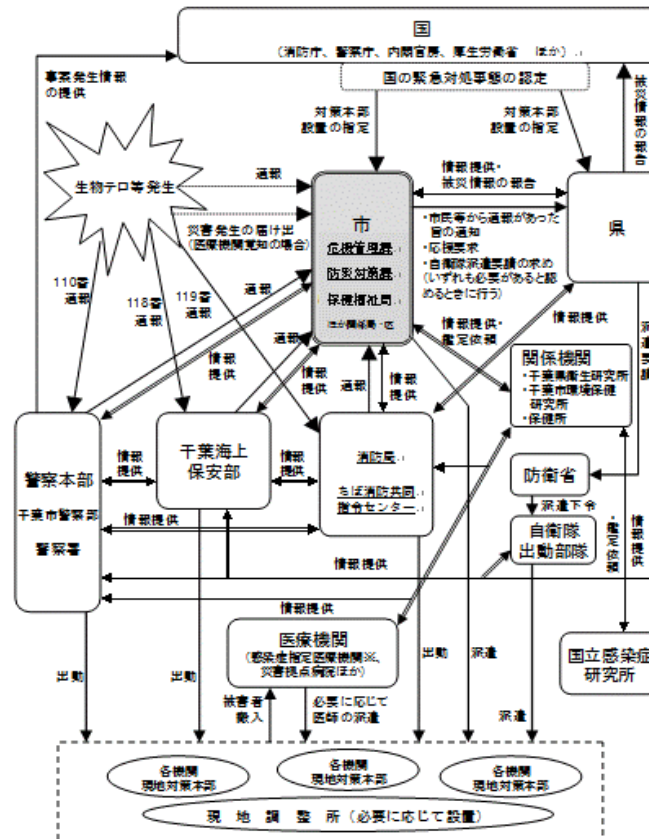 国
(消防庁、警察庁、内閣官房、厚生労働省　ほか)
国の緊急対処事態の認定
事案発生情報
の提供
対策本部
設置の指定
対策本部
設置の指定
被災情報の報告
生物テロ等発生
通報
災害発生の届け出
(医療機関覚知の場合)
市
危機管理課
防災対策課
保健福祉局
ほか関係局・区
情報提供・
被災情報の報告
・市民等から通報があった
旨の通知
・応援要求
・自衛隊派遣要請の求め
(いずれも必要があると認
めるときに行う)
県
110番
通報
118番
通報
119番
通報
通報
情報
提供
通報
情報
提供
通報
情報
提供
情報提供・
鑑定依頼
情報提供
派遣要請
関係機関
・千葉県衛生研究所
・千葉市環境保健
研究所
・保健所
警察本部
千葉市警察部
警察署
情報
提供
千葉海上
保安部
情報
提供
消防局
ちば消防共同
指令センター
防衛省
派遣下令
自衛隊
出動部隊
情報提供
情報提供
情報提供
情報提供
・鑑定依頼
医療機関
(感染症指定医療機関※、
災害拠点病院ほか)
国立感染症
研究所
出動
出動
被害者
搬入
必要に応じて
医師の派遣
出動
派遣
派遣
各機関
現地対策本部
各機関
現地対策本部
各機関
現地対策本部
現　地　調　整　所(必要に応じて設置)